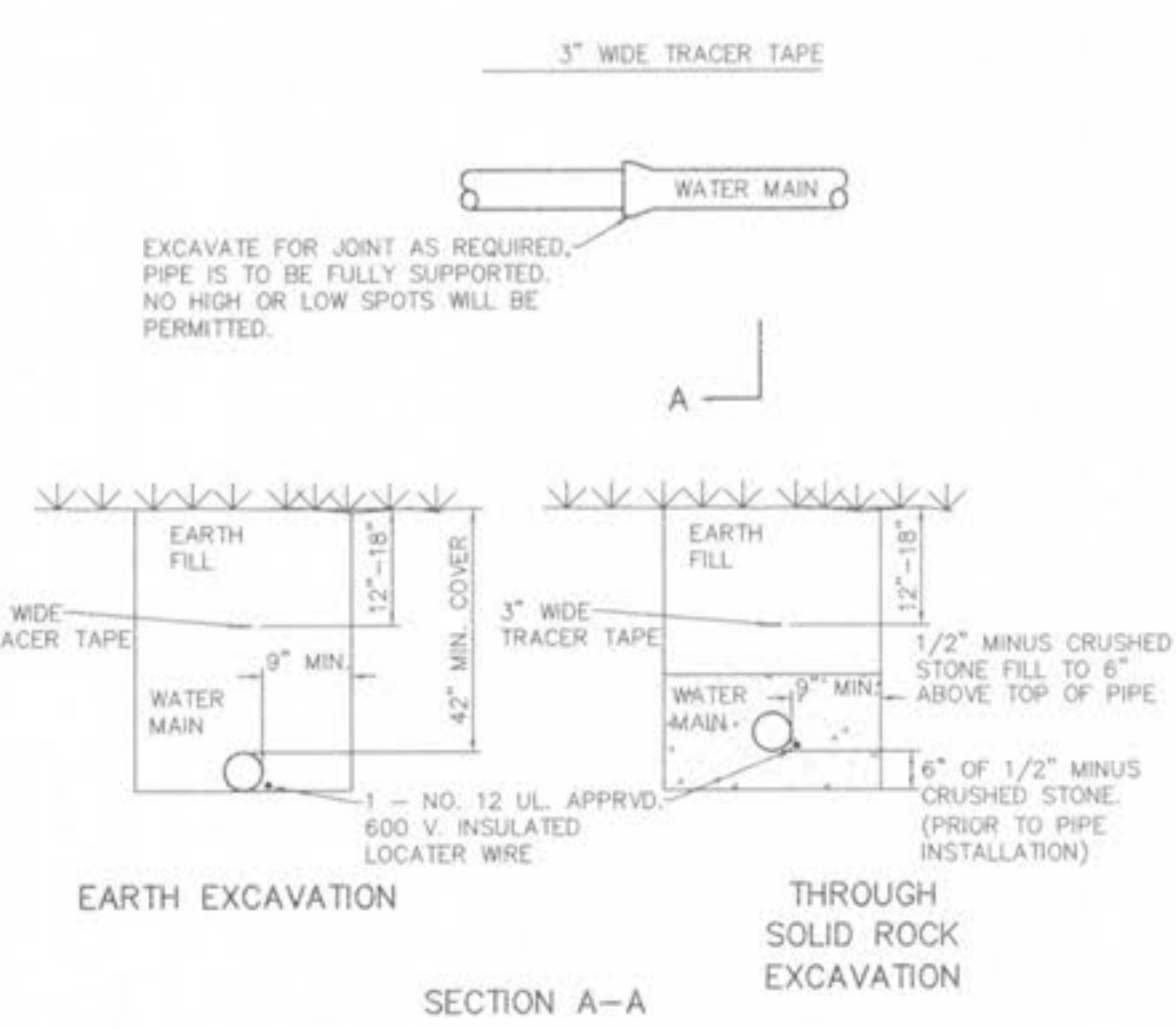 3" WIDE TRACER TAPE
WATER MAIN
EXCAVATE FOR JOINT AS REQUIRED,
PIPE IS TO BE FULLY SUPPORTED.
NO HIGH OR LOW SPOTS WILL BE
PERMITTED.
A
EARTH
FILL
12"-18"
42" MIN. COVER
WIDE
ACER TAPE
9" MIN.
WATER
MAIN
1 - NO. 12 UL. APPRVD.
600 V. INSULATED
LOCATER WIRE
EARTH EXCAVATION
EARTH
FILL
12"-18"
3" WIDE
TRACER TAPE
1/2" MINUS CRUSHED
STONE FILL TO 6"
ABOVE TOP OF PIPE
WATER
MAIN
9" MIN.
6" OF 1/2" MINUS
CRUSHED STONE.
(PRIOR TO PIPE
INSTALLATION)
THROUGH
SOLID ROCK
EXCAVATION
SECTION A-A